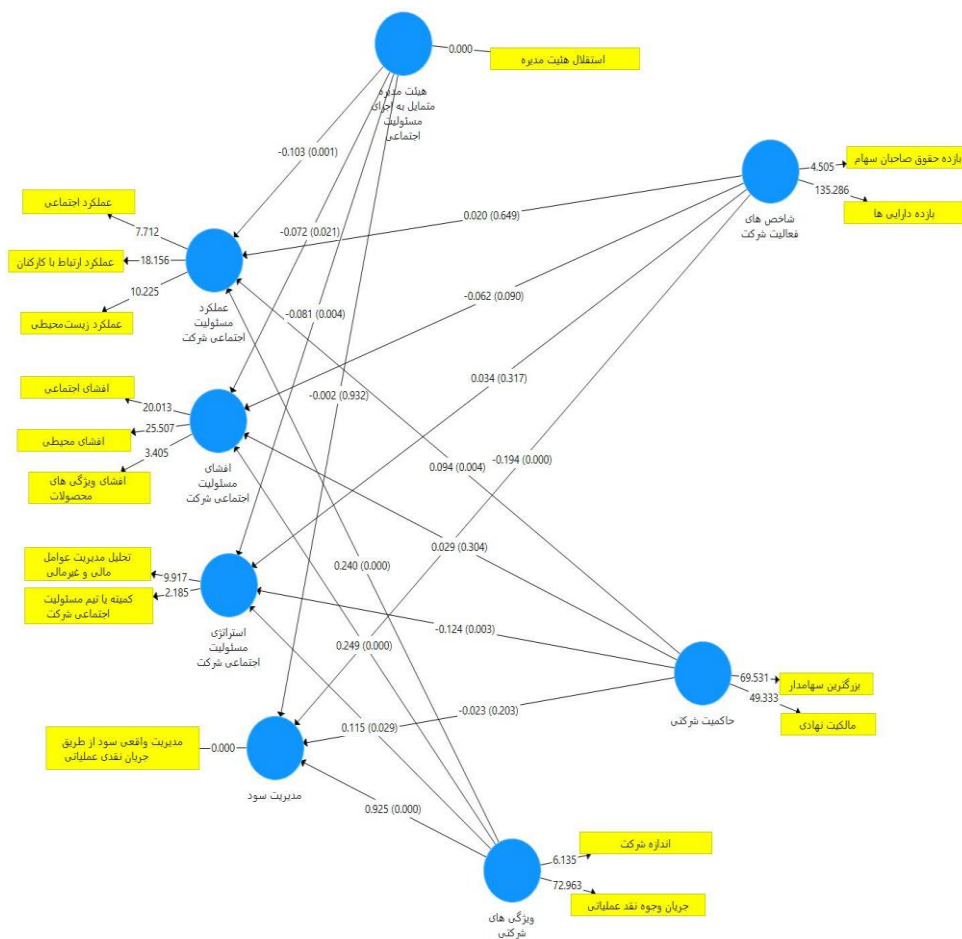 0.000
استقلال هئیت مدیره
هیئت مدیره
متمایل به اجرای
مسئولیت
اجتماعی
-0.103 (0.001)
بازده حقوق صاحبان سهام
4.505
135.286
بازده دارایی ها
شاخص های
فعالیت شرکت
عملکرد اجتماعی
7.712
0.020 (0.649)
-0.072 (0.021)
عملکرد ارتباط با کارکنان
18.156
10.225
عملکرد زیست‌محیطی
عملکرد
مسئولیت
اجتماعی شرکت
-0.062 (0.090)
-0.081 (0.004)
0.034 (0.317)
افشای اجتماعی
20.013
-0.002 (0.932)
افشای محیطی
25.507
3.405
افشای ویژگی های
محصولات
افشای
مسئولیت
اجتماعی شرکت
-0.194 (0.000)
0.094 (0.004)
0.029 (0.304)
تحلیل مدیریت عوامل
مالی و غیرمالی
9.917
0.240 (0.000)
2.185
کمیته یا تیم مسئولیت
اجتماعی شرکت
استراتژی
مسئولیت
اجتماعی شرکت
-0.124 (0.003)
0.249 (0.000)
69.531
بزرگترین سهامدار
49.333
مالکیت نهادی
حاکمیت شرکتی
-0.023 (0.203)
0.115 (0.029)
مدیریت واقعی سود از طریق
جریان نقدی عملیاتی
0.000
مدیریت سود
0.925 (0.000)
اندازه شرکت
6.135
72.963
جریان وجوه نقد عملیاتی
ویژگی های
شرکتی